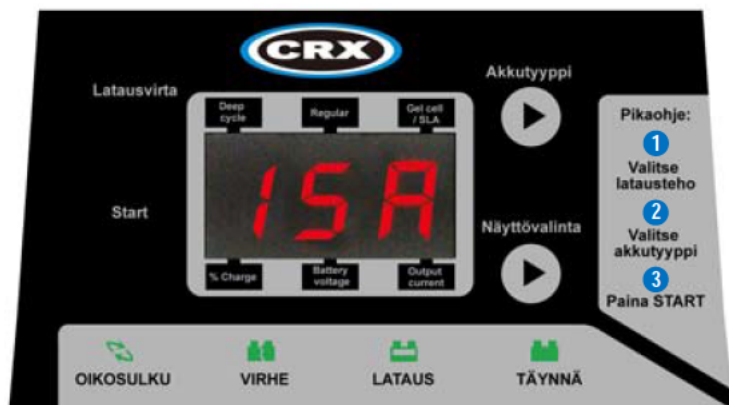 CRX
Latausvirta
Akkutyyppi
Deep
cycle
Regular
Gel cell
/ SLA
15A
Start
Näyttövalinta
% Charge
Battery
voltage
Output
current
Pikaohje:
1
Valitse
latausteho
2
Valitse
akkutyyppi
3
Paina START
OIKOSULKU
VIRHE
LATAUS
TÄYNNÄ